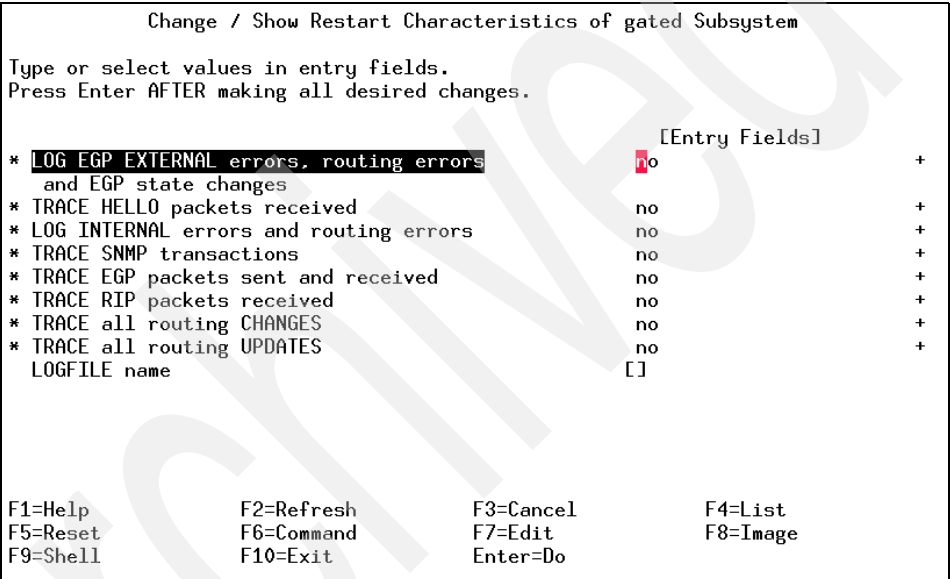 Change / Show Restart Characteristics of gated Subsystem
Type or select values in entry fields.
Press Enter AFTER making all desired changes.
[Entry Fields]
* LOG EGP EXTERNAL errors, routing errors no +
and EGP state changes
* TRACE HELLO packets received no +
* LOG INTERNAL errors and routing errors no +
* TRACE SNMP transactions no +
* TRACE EGP packets sent and received no +
* TRACE RIP packets received no +
* TRACE all routing CHANGES no +
* TRACE all routing UPDATES no +
LOGFILE name []
F1=Help F2=Refresh F3=Cancel F4=List
F5=Reset F6=Command F7=Edit F8=Image
F9=Shell F10=Exit Enter=Do